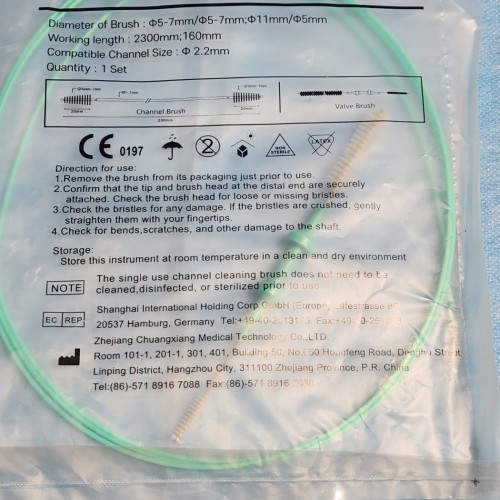 Diameter of Brush : Φ5-7mm/Φ5-7mm;Φ11mm/Φ5mm
Working length : 2300mm;160mm
Compatible Channel Size : Φ 2.2mm
Quantity : 1 Set
Channel Brush
Valve Brush
CE 0197
NON STERILE
LATEX
Direction for use:
1.Remove the brush from its packaging just prior to use.
2.Confirm that the tip and brush head at the distal end are securely
attached. Check the brush head for loose or missing bristles.
3.Check the bristles for any damage. If the bristles are crushed, gently
straighten them with your fingertips.
4.Check for bends,scratches, and other damage to the shaft.
Storage:
Store this instrument at room temperature in a clean and dry environment
NOTE
The single use channel cleaning brush does not need to be
cleaned,disinfected, or sterilized prior to use
EC REP
Shanghai International Holding Corp.GmbH (Europe)
20537 Hamburg, Germany Tel:+49-40-2513175 Fax:+49-40-
Zhejiang Chuangxiang Medical Technology Co.,LTD
Room 101-1, 201-1, 301, 401, Building 50, Hongfeng Road, Street
Linping District, Hangzhou City, 311100 Zhejiang Province, P.R. China
Tel:(86)-571 8916 7088 Fax:(86)-571 8916